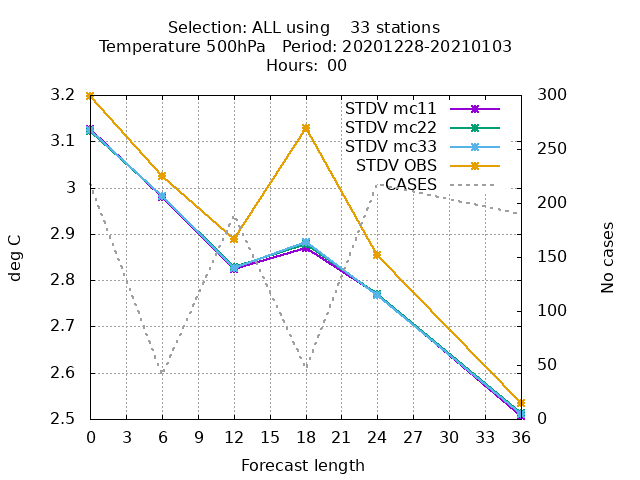 Selection: ALL using    33 stations
Temperature 500hPa   Period: 20201228-20210103
Hours:  00
STDV mc11
STDV mc22
STDV mc33
STDV OBS
CASES
deg C
3.2
3.1
3
2.9
2.8
2.7
2.6
2.5
300
250
200
150
100
50
0
No cases
0 3 6 9 12 15 18 21 24 27 30 33 36
Forecast length